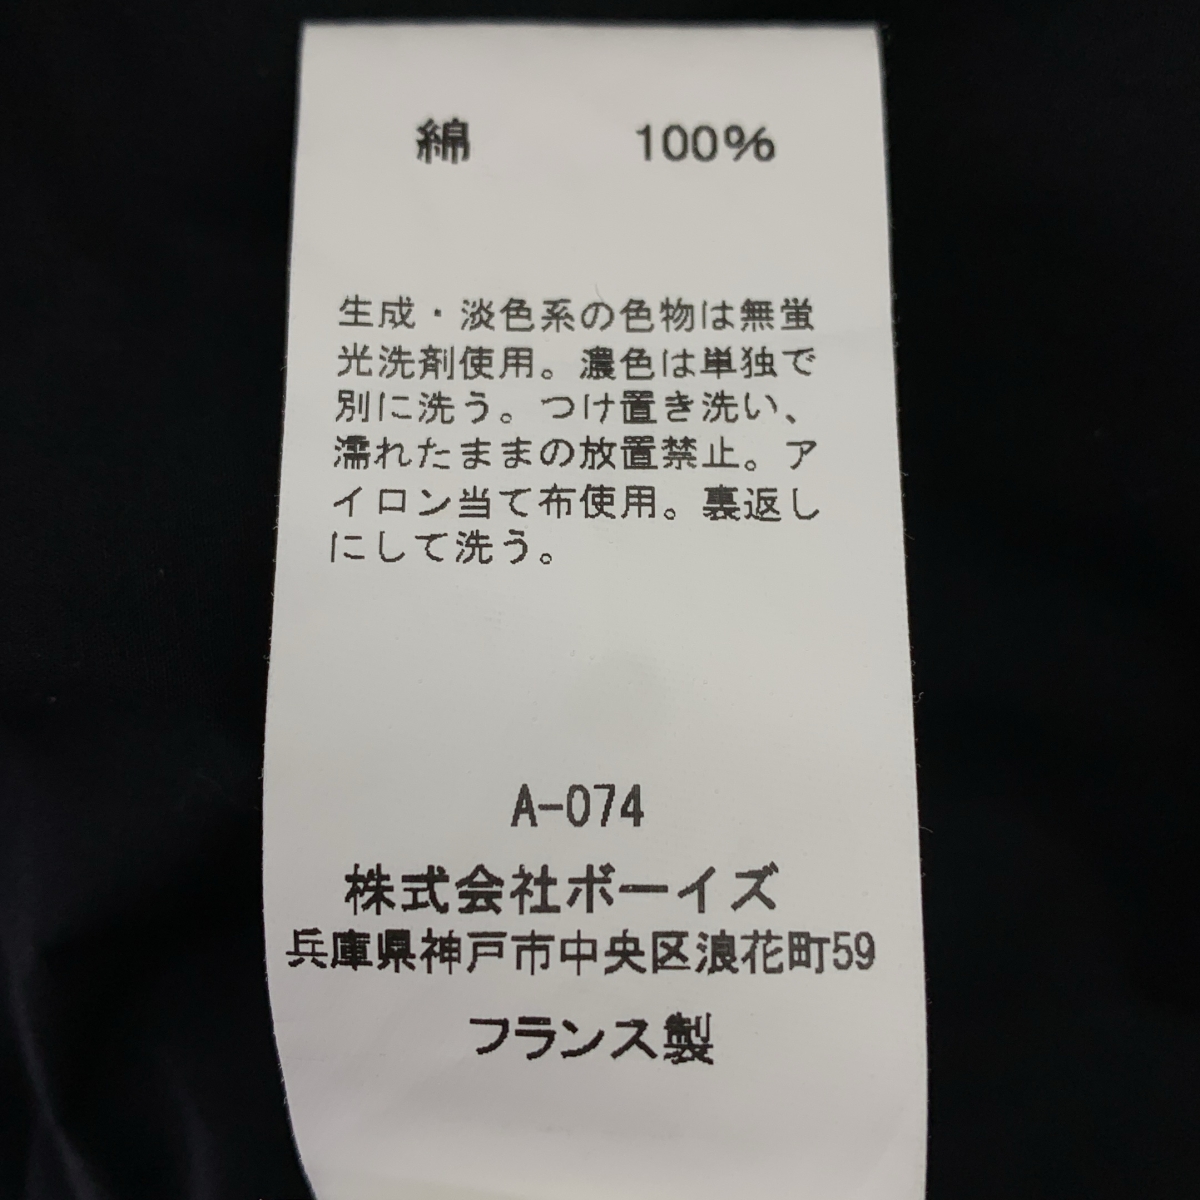 綿 100%
生成・淡色系の色物は無蛍
光洗剤使用。濃色は単独で
別に洗う。つけ置き洗い、
濡れたままの放置禁止。ア
イロン当て布使用。裏返し
にして洗う。
A-074
株式会社ボーイズ
兵庫県神戸市中央区浪花町59
フランス製